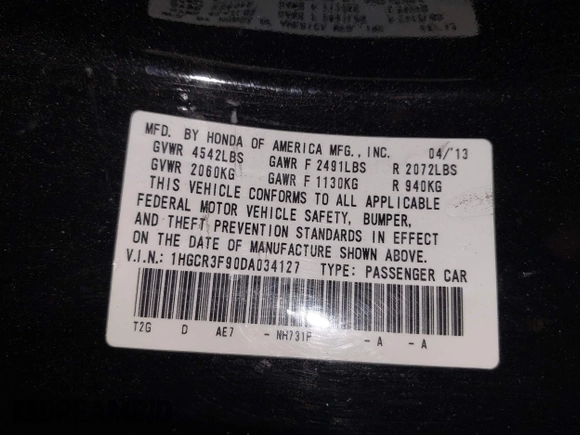 MFD. BY HONDA OF AMERICA MFG., INC. 04/'13
GVWR 4542LBS GAWR F 2491LBS R 2072LBS
GVWR 2060KG GAWR F 1130KG R 940KG
THIS VEHICLE CONFORMS TO ALL APPLICABLE
FEDERAL MOTOR VEHICLE SAFETY, BUMPER,
AND THEFT PREVENTION STANDARDS IN EFFECT
ON THE DATE OF MANUFACTURE SHOWN ABOVE.
V.I.N.: 1HGCR3F90DA034127 TYPE: PASSENGER CAR
T2G D AE7 - NH731P - A - A